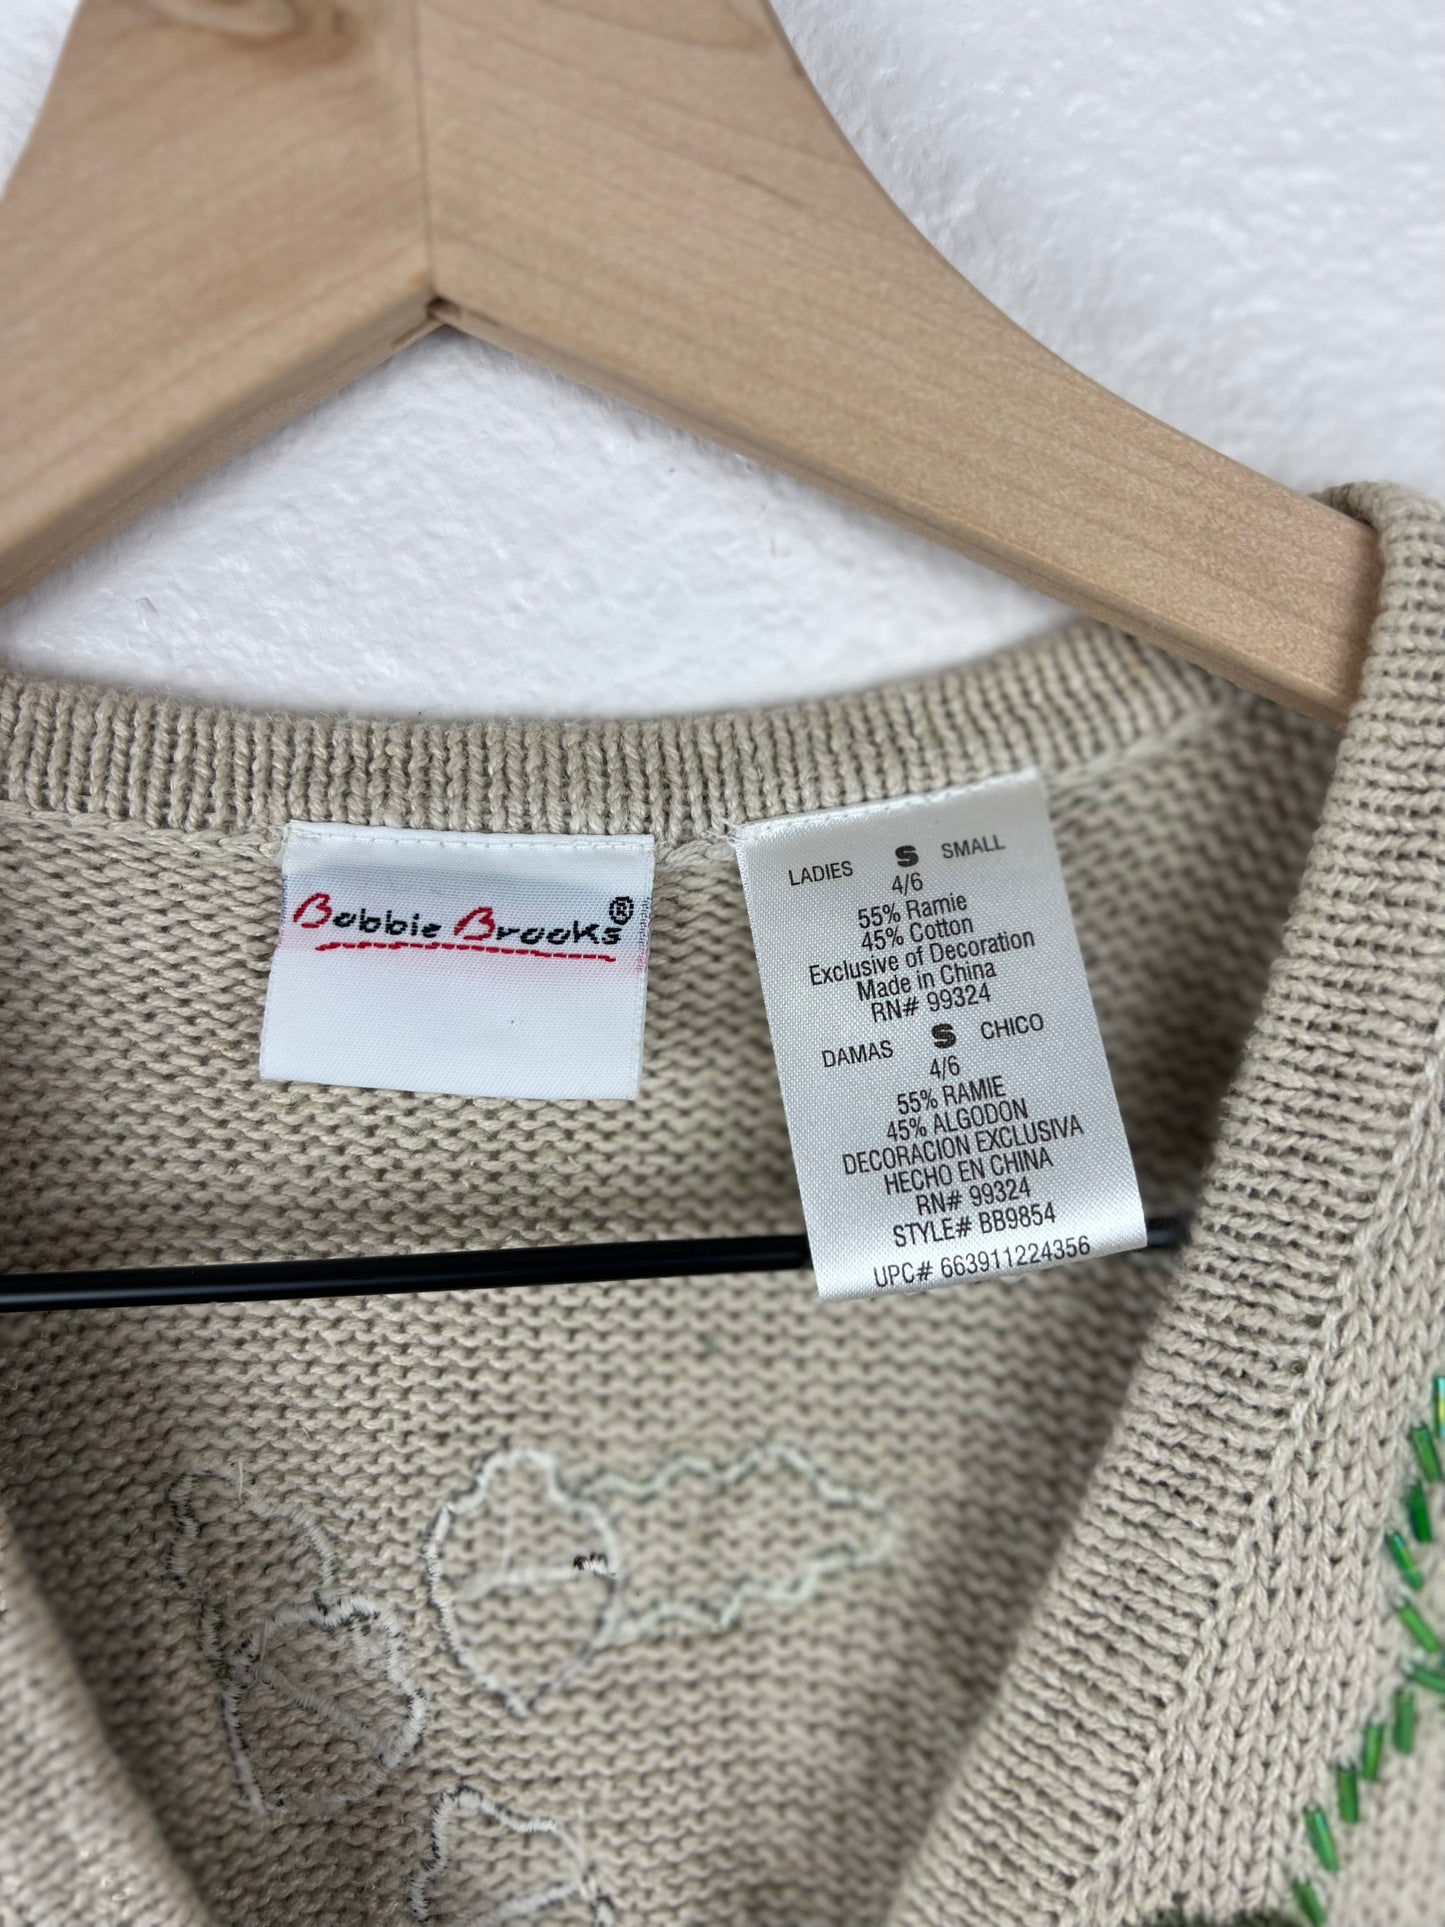 Bobbie Brooks®
LADIES S SMALL
4/6
55% Ramie
45% Cotton
Exclusive of Decoration
Made in China
RN# 99324
DAMAS S CHICO
4/6
55% RAMIE
45% ALGODON
DECORACION EXCLUSIVA
HECHO EN CHINA
RN# 99324
STYLE# BB9854
UPC# 663911224356